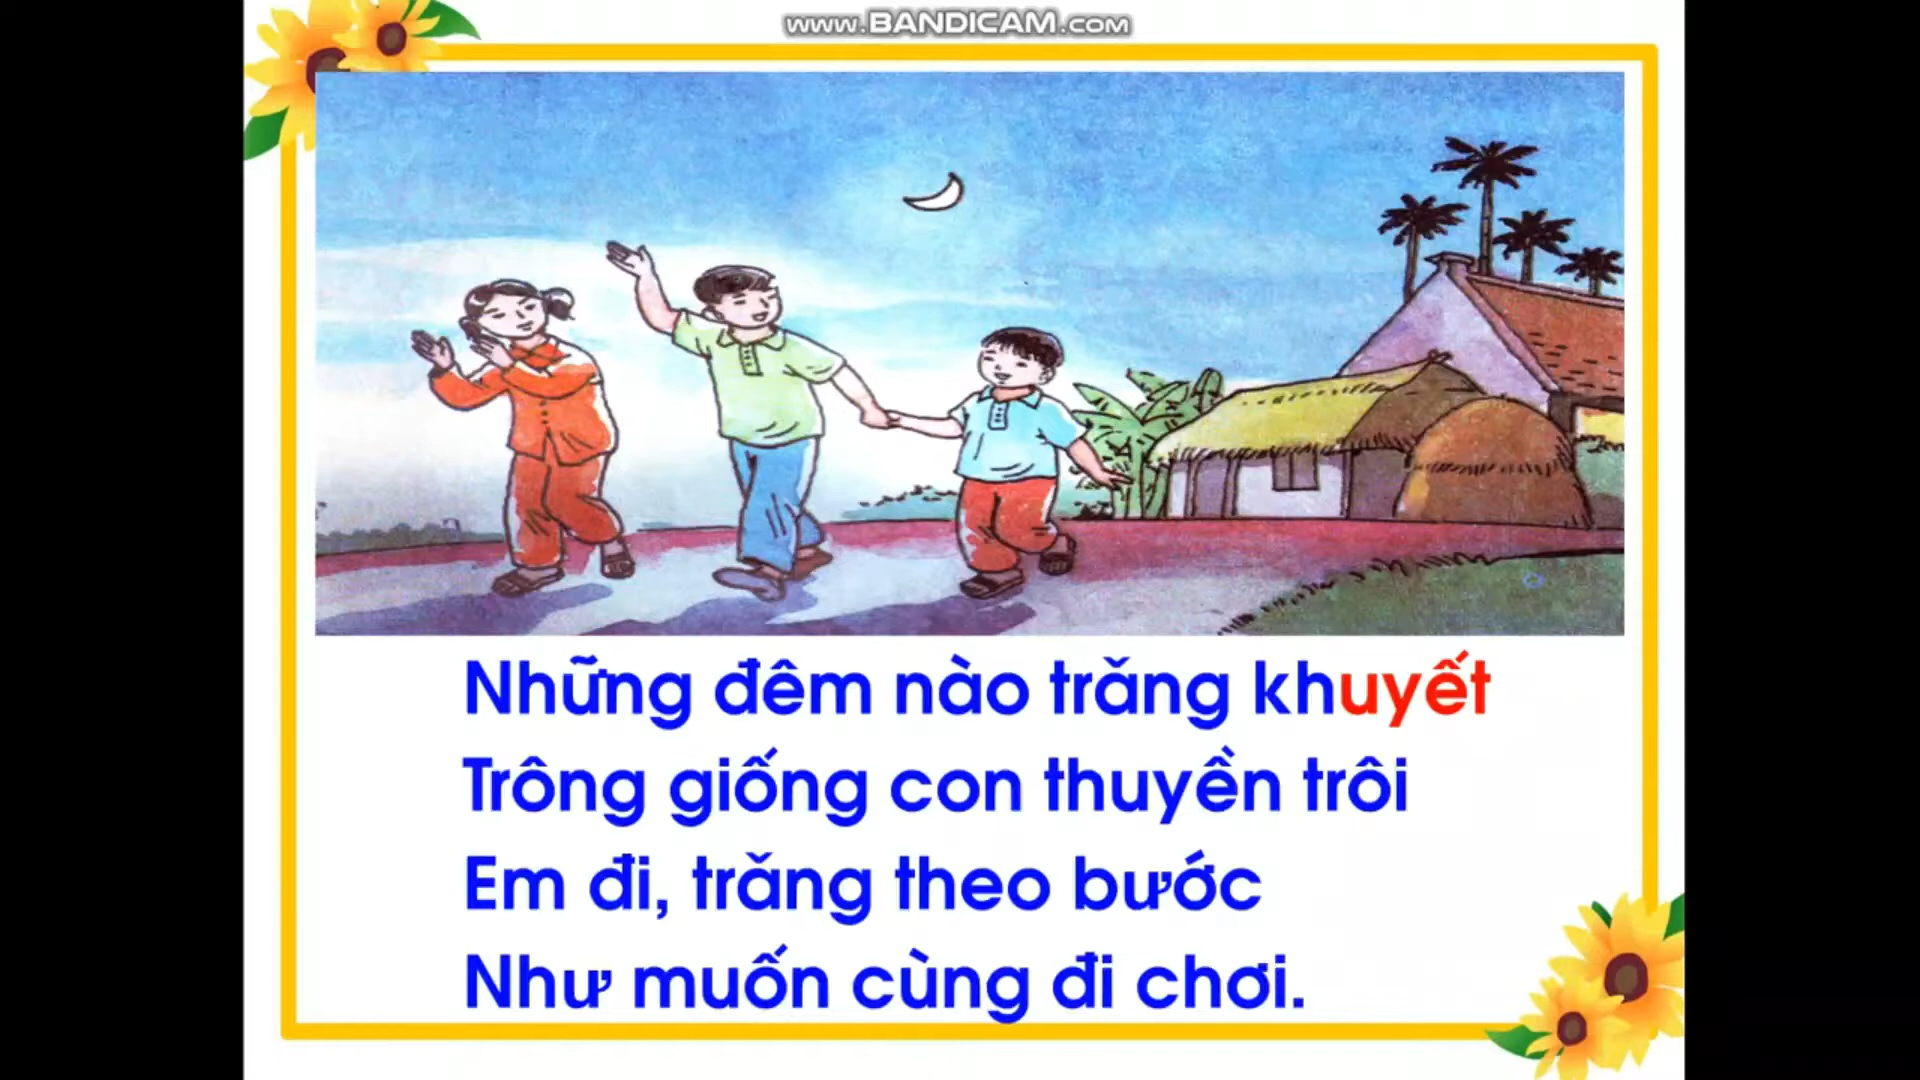 www.BANDICAM.com
Những đêm nào trăng khuyết
Trông giống con thuyền trôi
Em đi, trăng theo bước
Như muốn cùng đi chơi.